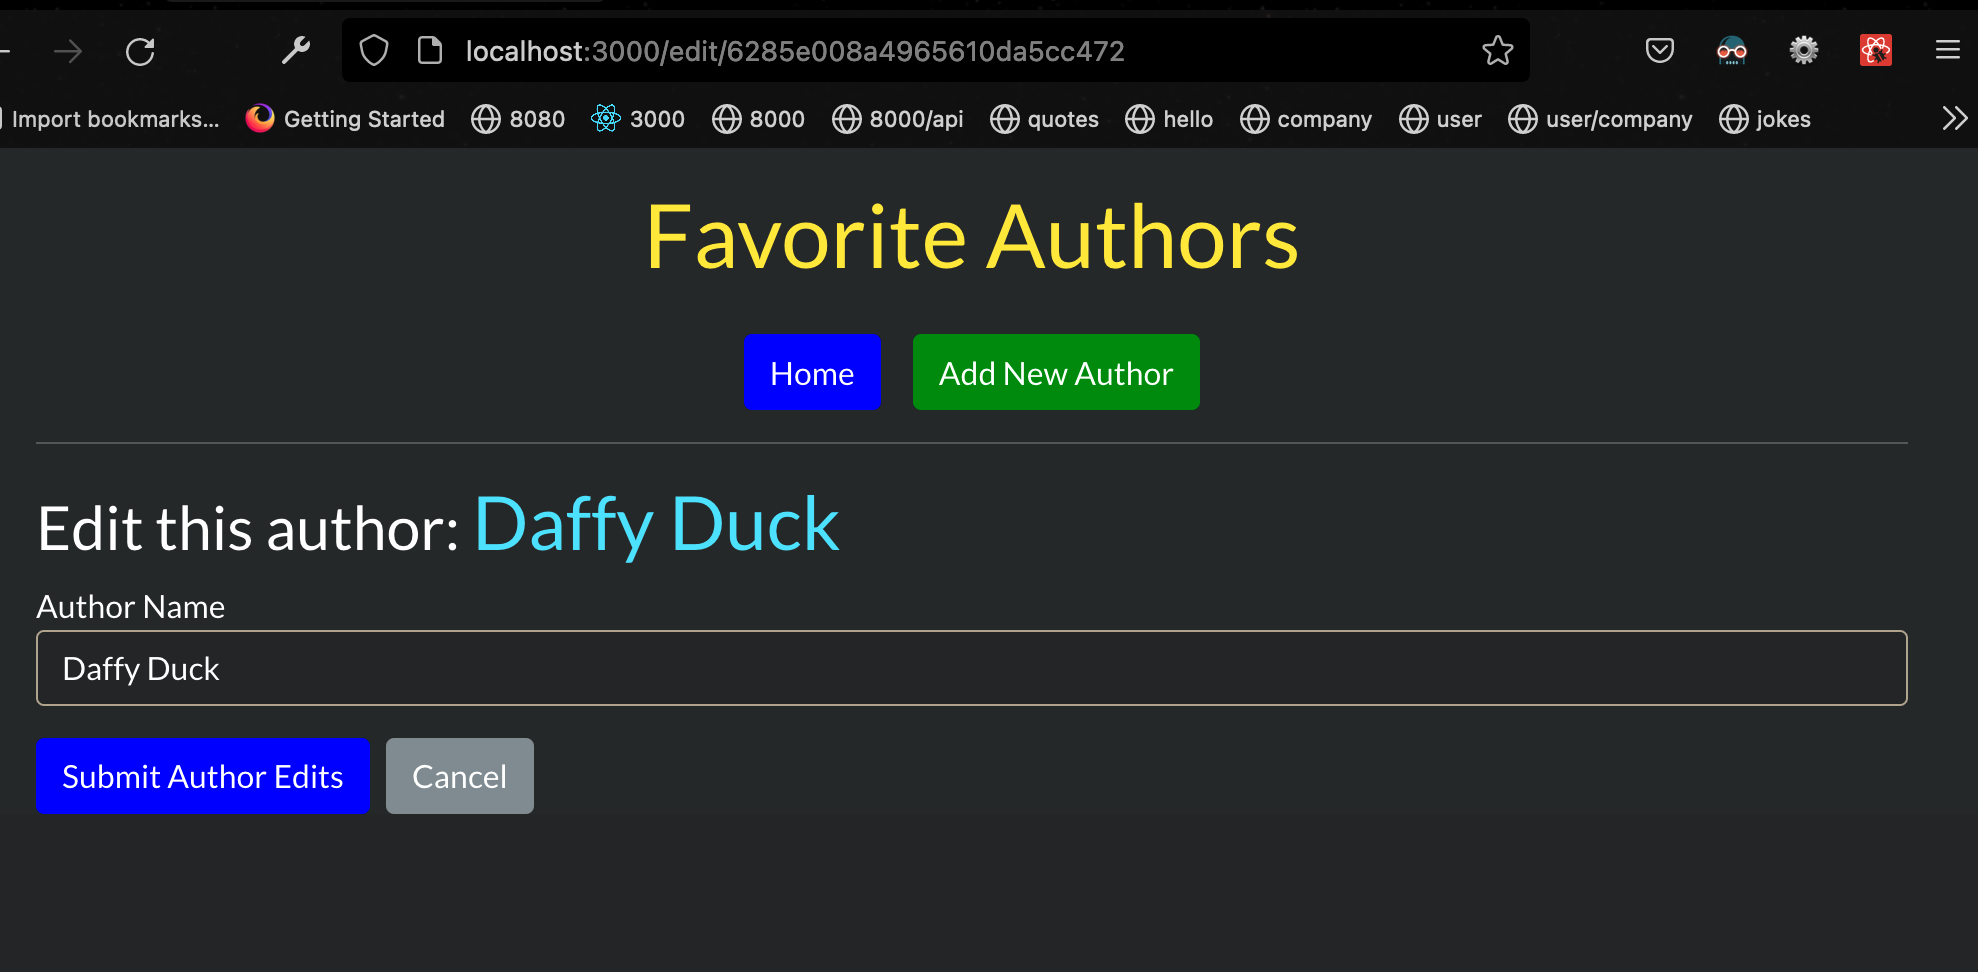 localhost:3000/edit/6285e008a4965610da5cc472
Import bookmarks... Getting Started 8080 3000 8000 8000/api quotes hello company user user/company jokes
Favorite Authors
Home Add New Author
Edit this author: Daffy Duck
Author Name
Daffy Duck
Submit Author Edits Cancel